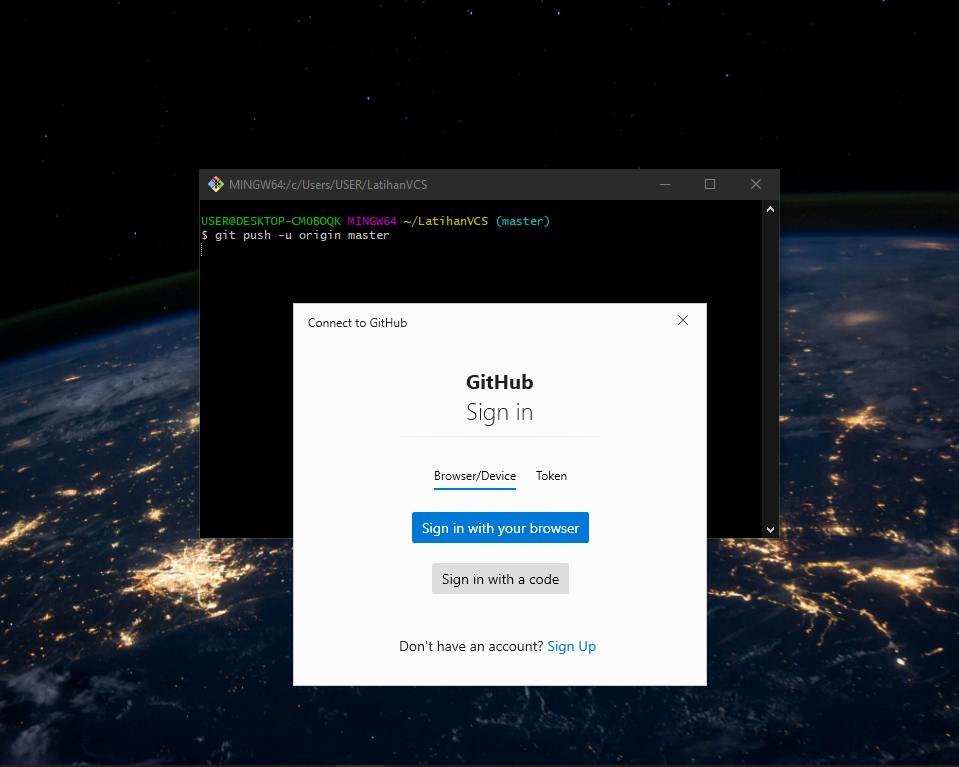 MINGW64:/c/Users/USER/LatihanVCS
USER@DESKTOP-CMOBOQK MINGW64 ~/LatihanVCS (master)
$ git push -u origin master
Connect to GitHub
GitHub
Sign in
Browser/Device Token
Sign in with your browser
Sign in with a code
Don't have an account? Sign Up